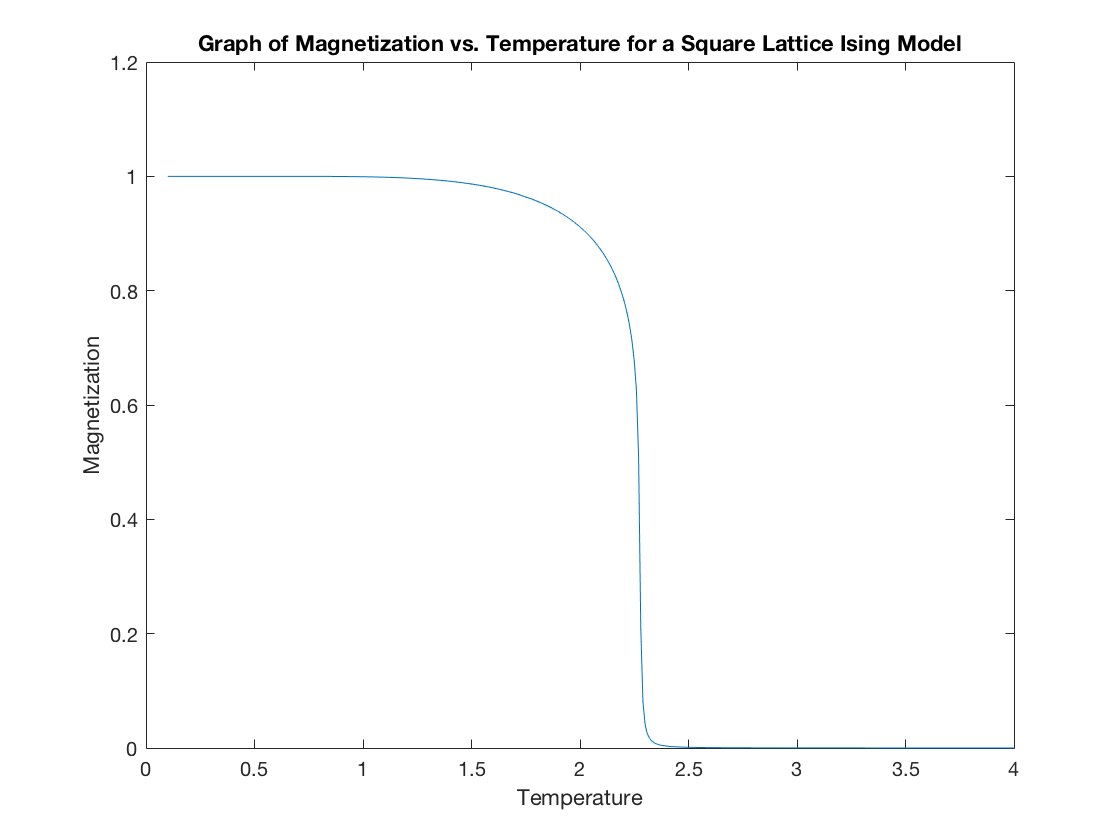 Graph of Magnetization vs. Temperature for a Square Lattice Ising Model
1.2
1
0.8
0.6
0.4
0.2
0
Magnetization
0 0.5 1 1.5 2 2.5 3 3.5 4
Temperature